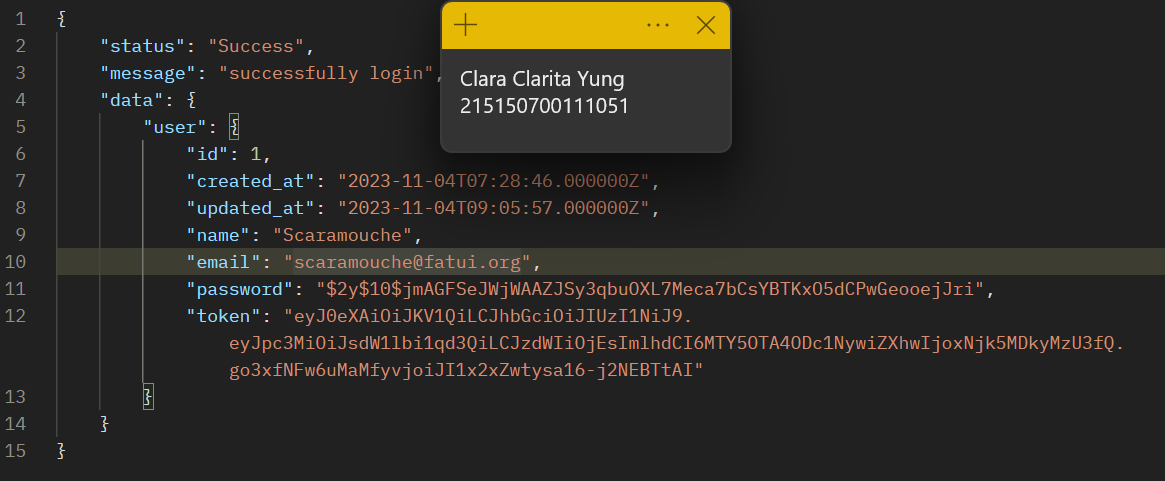 Clara Clarita Yung
215150700111051
1 {
2 "status": "Success",
3 "message": "successfully login",
4 "data": {
5 "user": {
6 "id": 1,
7 "created_at": "2023-11-04T07:28:46.000000Z",
8 "updated_at": "2023-11-04T09:05:57.000000Z",
9 "name": "Scaramouche",
10 "email": "scaramouche@fatui.org",
11 "password": "$2y$10$jmAGFSeJWjWAAZJSy3qbuOXL7Meca7bCsYBTKxO5dCPwGeooejJri",
12 "token": "eyJ0eXAiOiJKV1QiLCJhbGciOiJIUzI1NiJ9.
eyJpc3MiOiJsdW1lbi1qd3QiLCJzdWIiOjEsImlhdCI6MTY5OTA4ODc1NywiZXhwIjoxNjk5MDkyMzU3fQ.
go3xfNFw6uMaMfyvjoiJI1x2xZwtysa16-j2NEBTtAI"
13 }
14 }
15 }